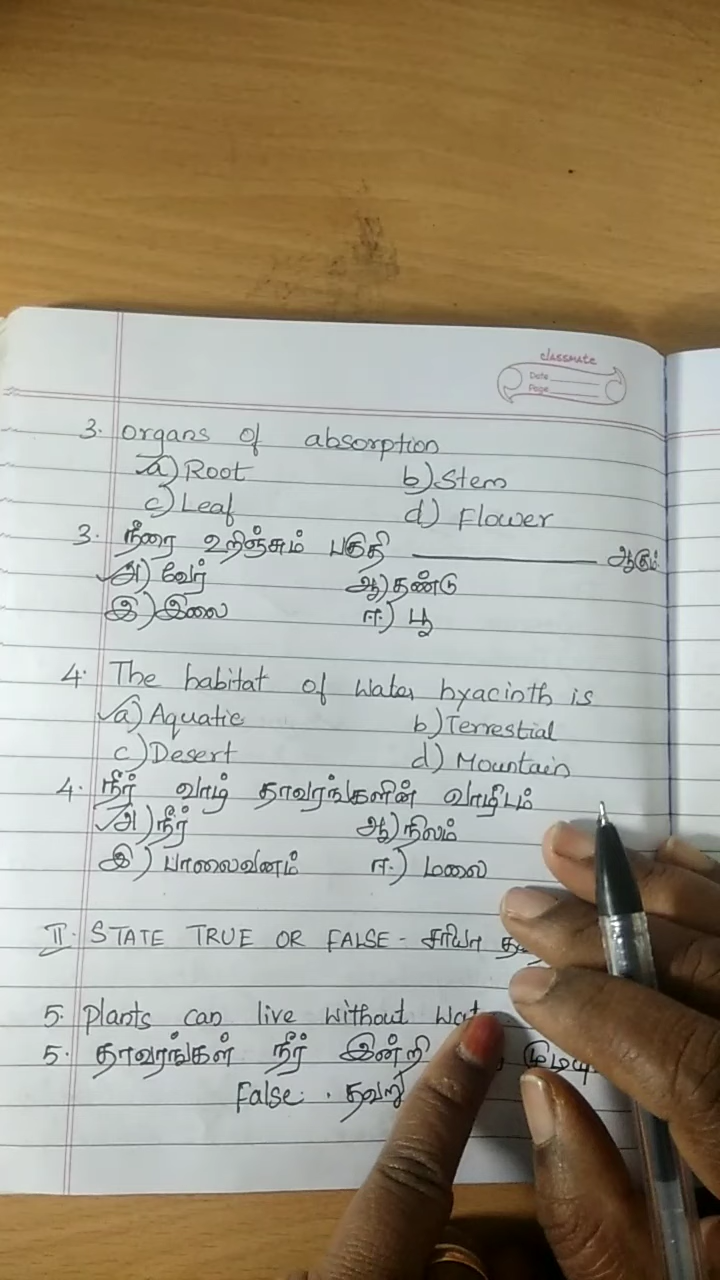 classmate
Date
Page
3. organs of absorption
a) Root b) Stem
c) Leaf d) Flower
3. நீரை உறிஞ்சும் பகுதி ____________ ஆகும்.
அ) வேர் ஆ) தண்டு
இ) இலை ஈ) பூ
4. The habitat of water hyacinth is
a) Aquatic b) Terrestial
c) Desert d) Mountain
4. நீர் வாழ் தாவரங்களின் வாழிடம்
அ) நீர் ஆ) நிலம்
இ) பாலைவனம் ஈ) மலை
II. STATE TRUE OR FALSE - சரியா
5. Plants can live without
5. தாவரங்கள் நீர் இன்றி
False. தவறு